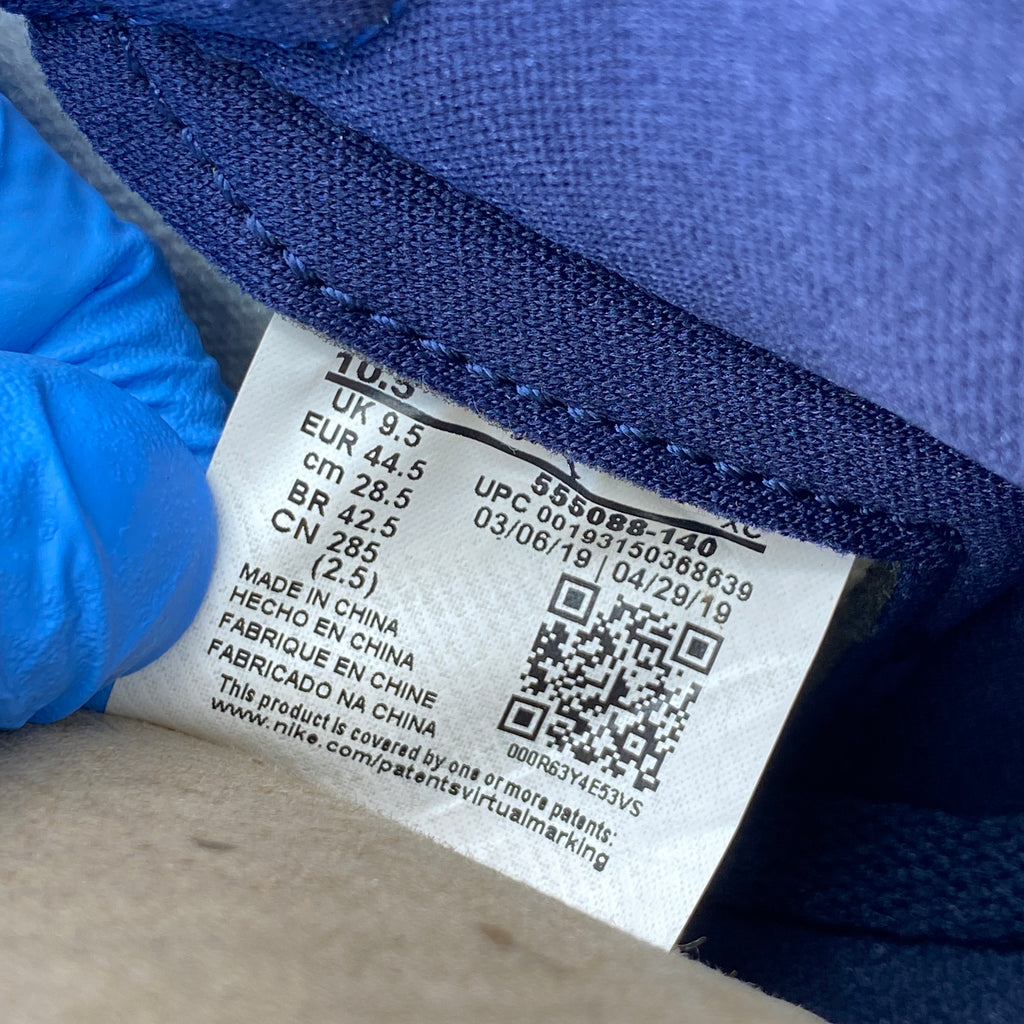 10.5
UK 9.5
EUR 44.5
cm 28.5
BR 42.5
CN 285
(2.5)
XC
555088-140
UPC 00193150368639
03/06/19 | 04/29/19
MADE IN CHINA
HECHO EN CHINA
FABRIQUE EN CHINE
FABRICADO NA CHINA
000R63Y4E53VS
This product is covered by one or more patents:
www.nike.com/patentsvirtualmarking